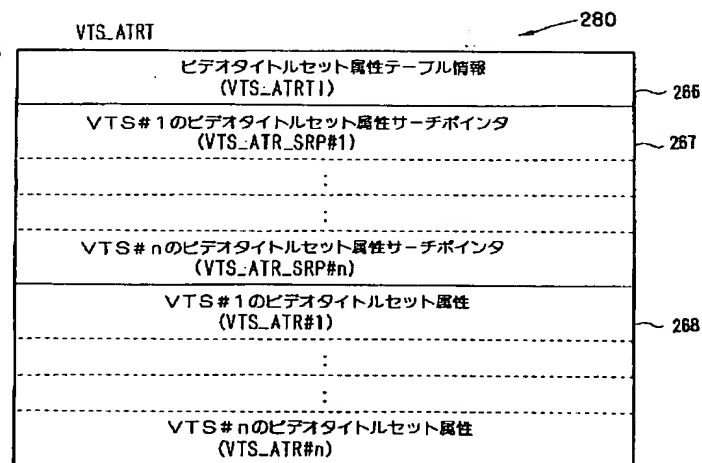 VTS_ATRT
280
ビデオタイトルセット属性テーブル情報
(VTS_ATRTI)
266
VTS#1のビデオタイトルセット属性サーチポインタ
(VTS_ATR_SRP#1)
267
:
:
VTS#nのビデオタイトルセット属性サーチポインタ
(VTS_ATR_SRP#n)
VTS#1のビデオタイトルセット属性
(VTS_ATR#1)
268
:
:
VTS#nのビデオタイトルセット属性
(VTS_ATR#n)